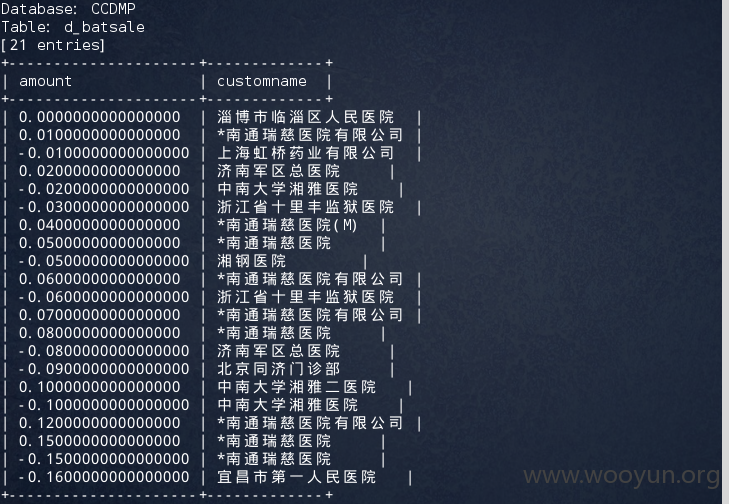 Database: CCDMP
Table: d_batsale
[21 entries]
+---------------------+-------------+
| amount | customname |
+---------------------+-------------+
| 0.0000000000000000 | 淄博市临淄区人民医院 |
| 0.0100000000000000 | *南通瑞慈医院有限公司 |
| -0.0100000000000000 | 上海虹桥药业有限公司 |
| 0.0200000000000000 | 济南军区总医院 |
| -0.0200000000000000 | 中南大学湘雅医院 |
| -0.0300000000000000 | 浙江省十里丰监狱医院 |
| 0.0400000000000000 | *南通瑞慈医院(M) |
| 0.0500000000000000 | *南通瑞慈医院 |
| -0.0500000000000000 | 湘钢医院 |
| 0.0600000000000000 | *南通瑞慈医院有限公司 |
| -0.0600000000000000 | 浙江省十里丰监狱医院 |
| 0.0700000000000000 | *南通瑞慈医院有限公司 |
| 0.0800000000000000 | *南通瑞慈医院 |
| -0.0800000000000000 | 济南军区总医院 |
| -0.0900000000000000 | 北京同济门诊部 |
| 0.1000000000000000 | 中南大学湘雅二医院 |
| -0.1000000000000000 | 中南大学湘雅医院 |
| 0.1200000000000000 | *南通瑞慈医院有限公司 |
| 0.1500000000000000 | *南通瑞慈医院 |
| -0.1500000000000000 | *南通瑞慈医院 |
| -0.1600000000000000 | 宜昌市第一人民医院 |
+---------------------+-------------+
www.wooyun.org